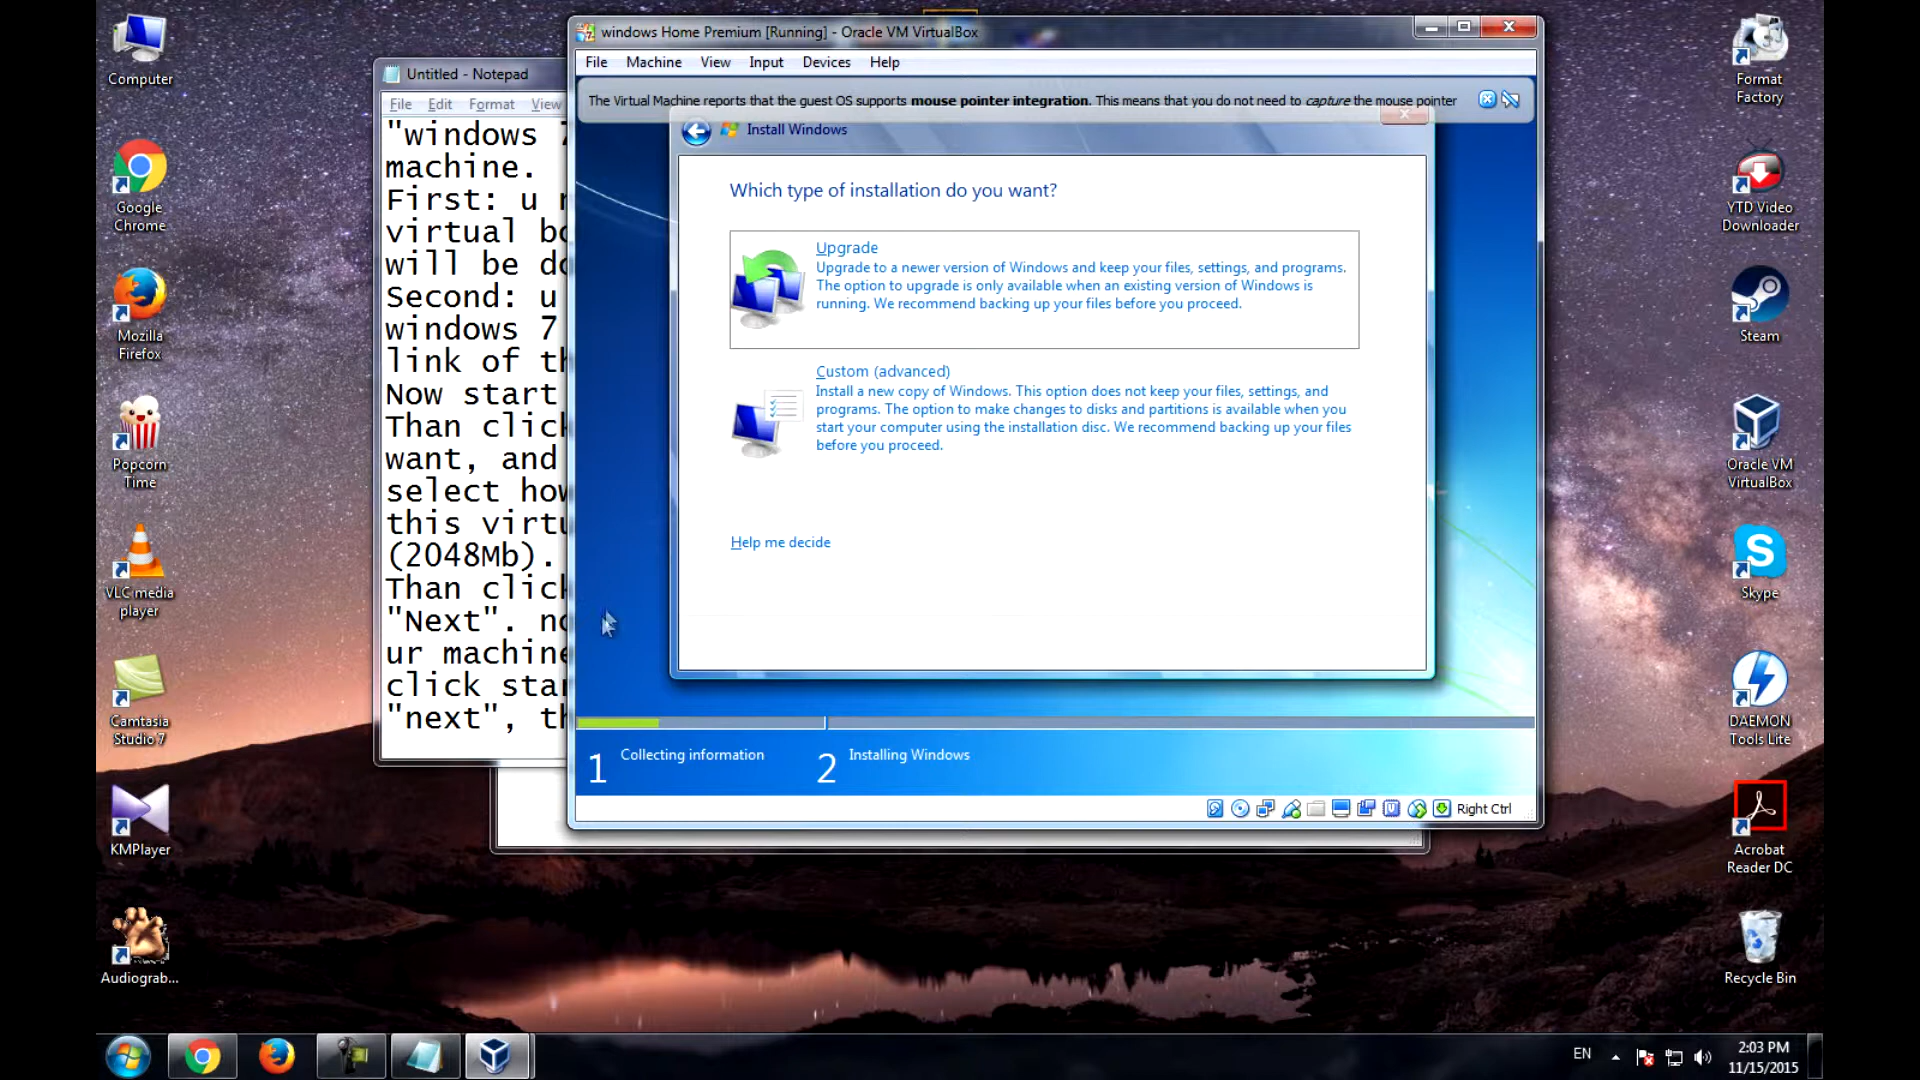 Computer
Google
Chrome
Mozilla
Firefox
Popcorn
Time
VLC media
player
Camtasia
Studio 7
KMPlayer
Audiograb...
Untitled - Notepad
File Edit Format View
"windows 7
machine.
First: u
virtual
will be
Second: u
windows 7
link of
Now start
Than click
want, and
select how
this
(2048Mb).
Than click
"Next".
ur machine
click
"next",
windows Home Premium [Running] - Oracle VM VirtualBox
File Machine View Input Devices Help
The Virtual Machine reports that the guest OS supports mouse pointer integration. This means that you do not need to capture the mouse pointer
Install Windows
Which type of installation do you want?
Upgrade
Upgrade to a newer version of Windows and keep your files, settings, and programs.
The option to upgrade is only available when an existing version of Windows is
running. We recommend backing up your files before you proceed.
Custom (advanced)
Install a new copy of Windows. This option does not keep your files, settings, and
programs. The option to make changes to disks and partitions is available when you
start your computer using the installation disc. We recommend backing up your files
before you proceed.
Help me decide
1 Collecting information
2 Installing Windows
Right Ctrl
Format
Factory
YTD Video
Downloader
Steam
Oracle VM
VirtualBox
Skype
DAEMON
Tools Lite
Acrobat
Reader DC
Recycle Bin
EN
2:03 PM
11/15/2015